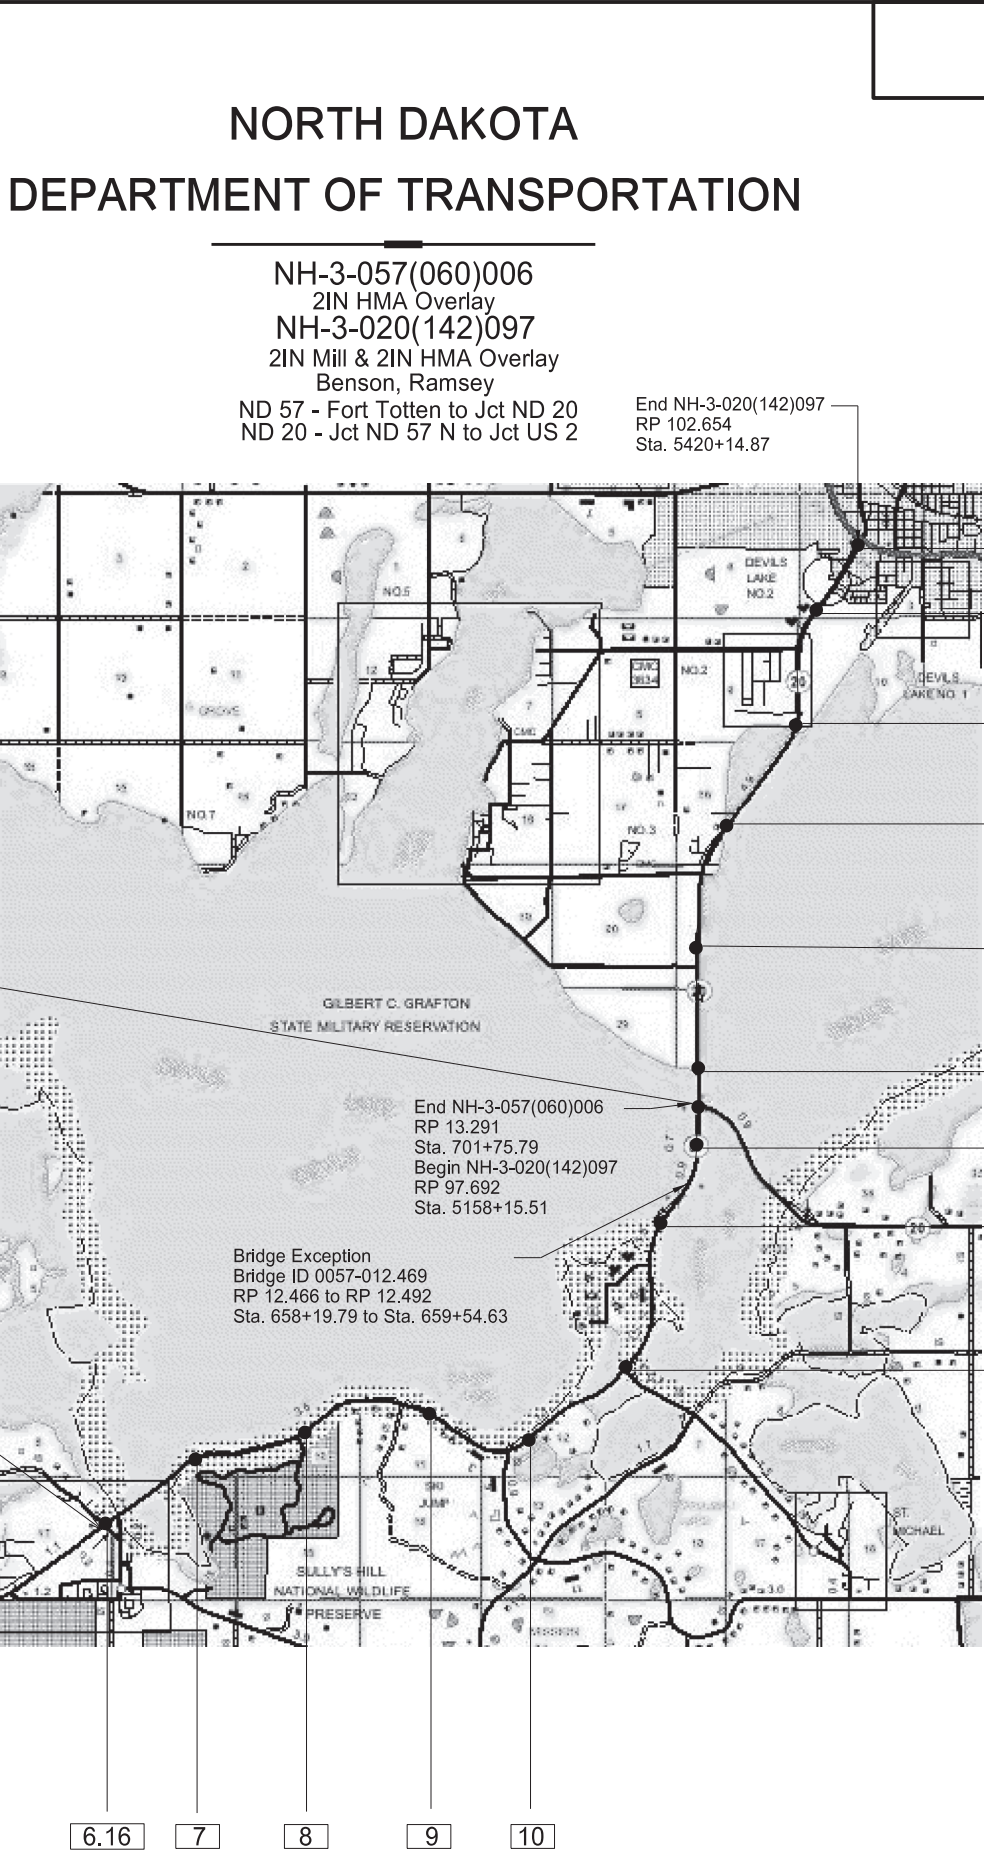 NORTH DAKOTA
DEPARTMENT OF TRANSPORTATION
NH-3-057(060)006
2IN HMA Overlay
NH-3-020(142)097
2IN Mill & 2IN HMA Overlay
Benson, Ramsey
ND 57 - Fort Totten to Jct ND 20
ND 20 - Jct ND 57 N to Jct US 2
End NH-3-020(142)097
RP 102.654
Sta. 5420+14.87
DEVILS
LAKE
NO.2
NO.5
NO.2
CMC
3834
20
DEVILS
LAKE NO. 1
GROVE
CMC
NO.7
NO.3
CMC
GILBERT C. GRAFTON
STATE MILITARY RESERVATION
End NH-3-057(060)006
RP 13.291
Sta. 701+75.79
Begin NH-3-020(142)097
RP 97.692
Sta. 5158+15.51
20
Bridge Exception
Bridge ID 0057-012.469
RP 12.466 to RP 12.492
Sta. 658+19.79 to Sta. 659+54.63
SKI
JUMP
ST.
MICHAEL
SULLY'S HILL
NATIONAL WILDLIFE
PRESERVE
MISSION
6.16
7
8
9
10